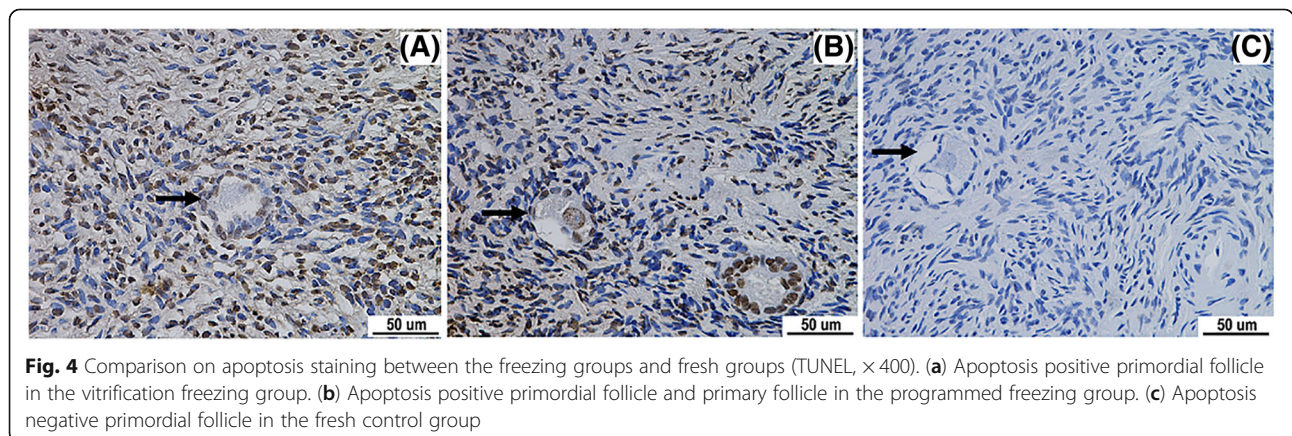 (A)
(B)
(C)
50 um
50 um
50 um
Fig. 4 Comparison on apoptosis staining between the freezing groups and fresh groups (TUNEL, × 400). (a) Apoptosis positive primordial follicle
in the vitrification freezing group. (b) Apoptosis positive primordial follicle and primary follicle in the programmed freezing group. (c) Apoptosis
negative primordial follicle in the fresh control group